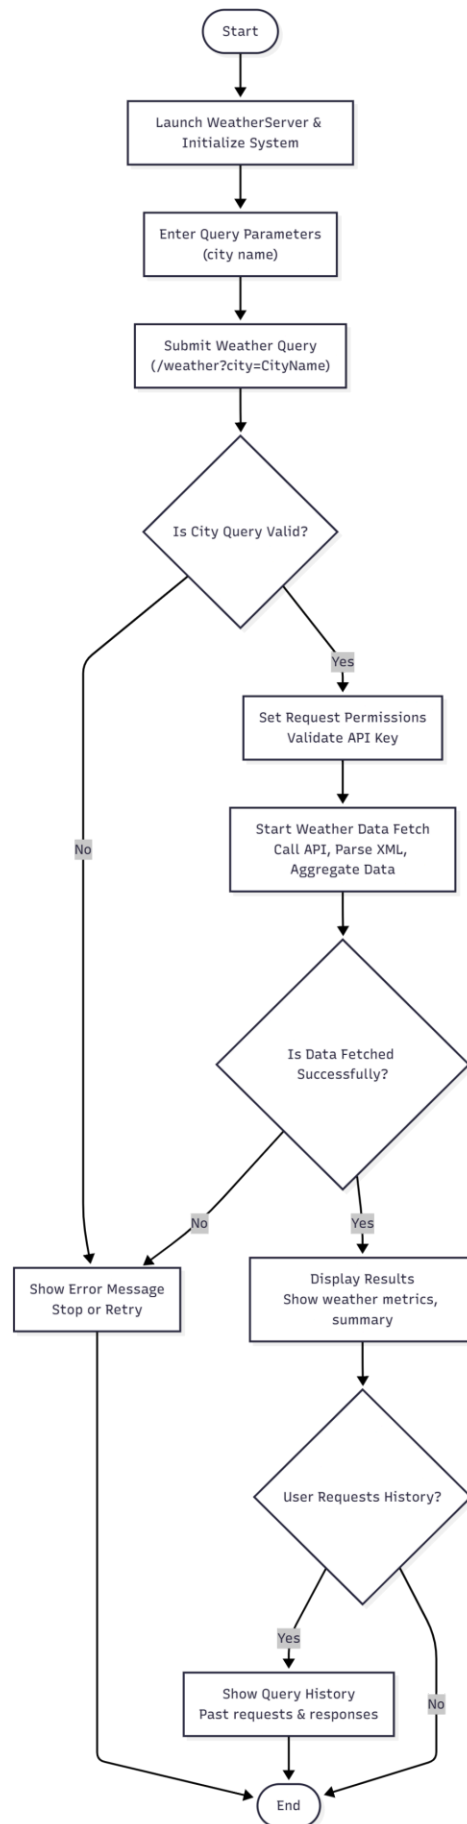 Start
Launch WeatherServer &
Initialize System
Enter Query Parameters
(city name)
Submit Weather Query
(/weather?city=CityName)
Is City Query Valid?
Yes
Set Request Permissions
Validate API Key
Start Weather Data Fetch
Call API, Parse XML,
Aggregate Data
No
Is Data Fetched
Successfully?
No
Yes
Show Error Message
Stop or Retry
Display Results
Show weather metrics,
summary
User Requests History?
Yes
Show Query History
Past requests & responses
No
End